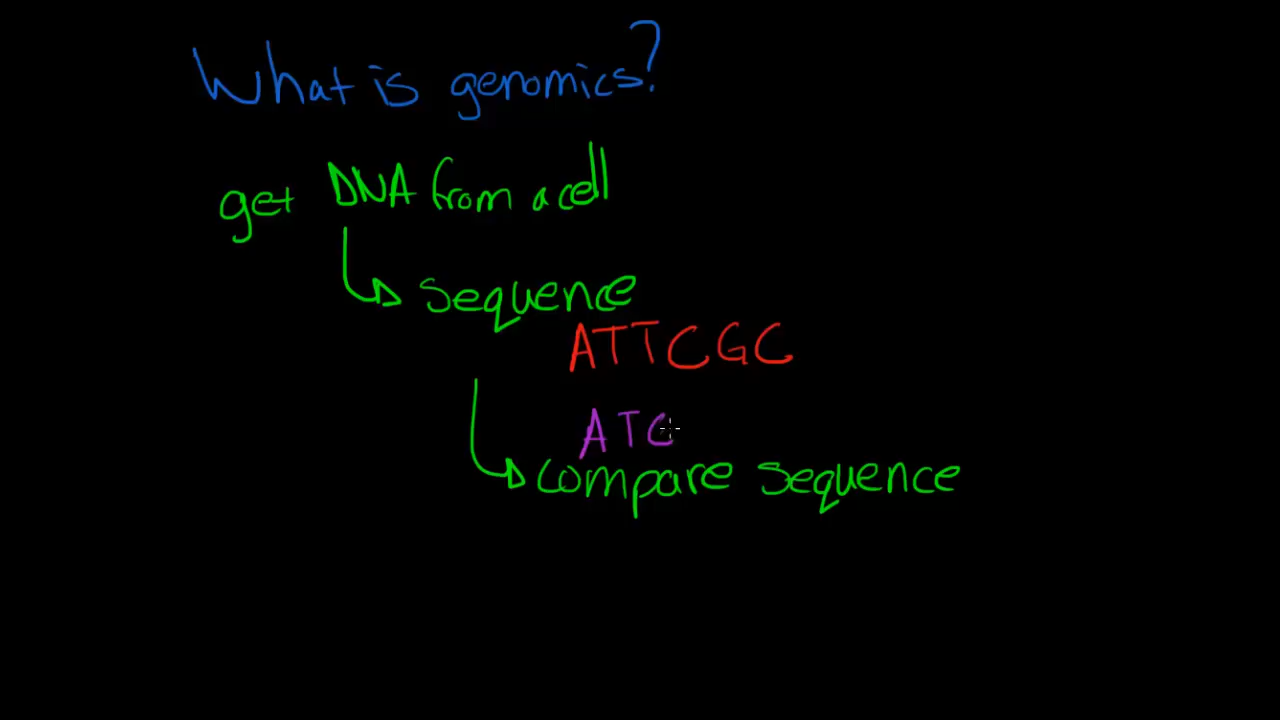 What is genomics?
get DNA from a cell
sequence
ATTCGC
ATC
compare sequence